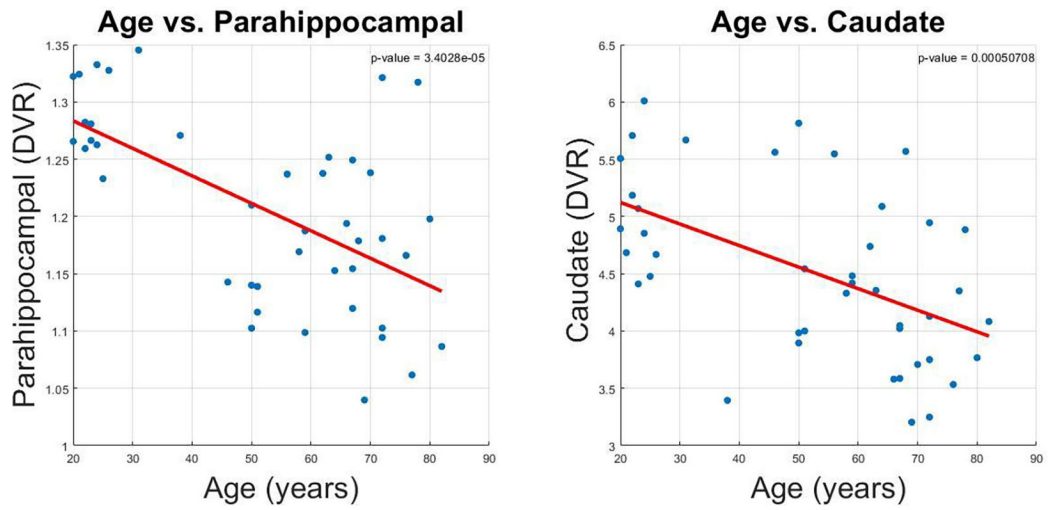 Age vs. Parahippocampal
p-value = 3.4028e-05
Parahippocampal (DVR)
1.35
1.3
1.25
1.2
1.15
1.1
1.05
1
20 30 40 50 60 70 80 90
Age (years)
Age vs. Caudate
p-value = 0.00050708
Caudate (DVR)
6.5
6
5.5
5
4.5
4
3.5
3
20 30 40 50 60 70 80 90
Age (years)